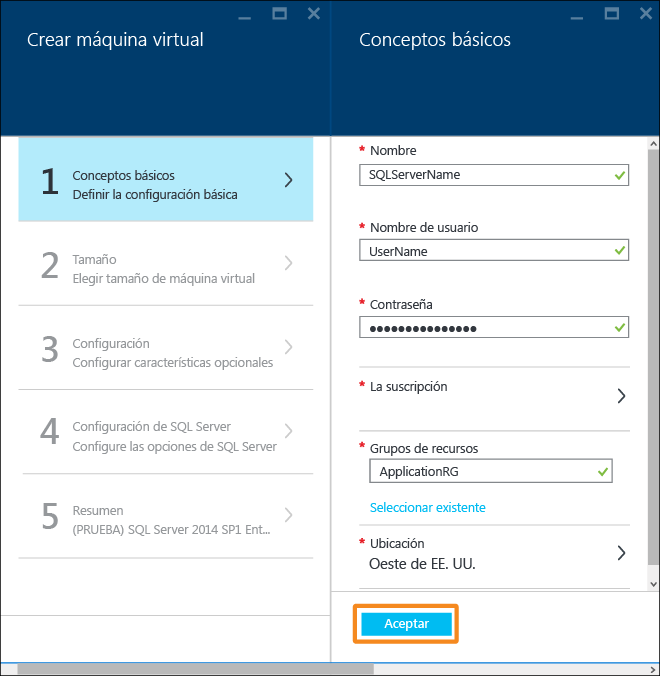 Crear máquina virtual
1
Conceptos básicos
Definir la configuración básica
2
Tamaño
Elegir tamaño de máquina virtual
3
Configuración
Configurar características opcionales
4
Configuración de SQL Server
Configure las opciones de SQL Server
5
Resumen
(PRUEBA) SQL Server 2014 SP1 Ent...
Conceptos básicos
* Nombre
SQLServerName
* Nombre de usuario
UserName
* Contraseña
•••••••••••••••
* La suscripción
* Grupos de recursos
ApplicationRG
Seleccionar existente
* Ubicación
Oeste de EE. UU.
Aceptar